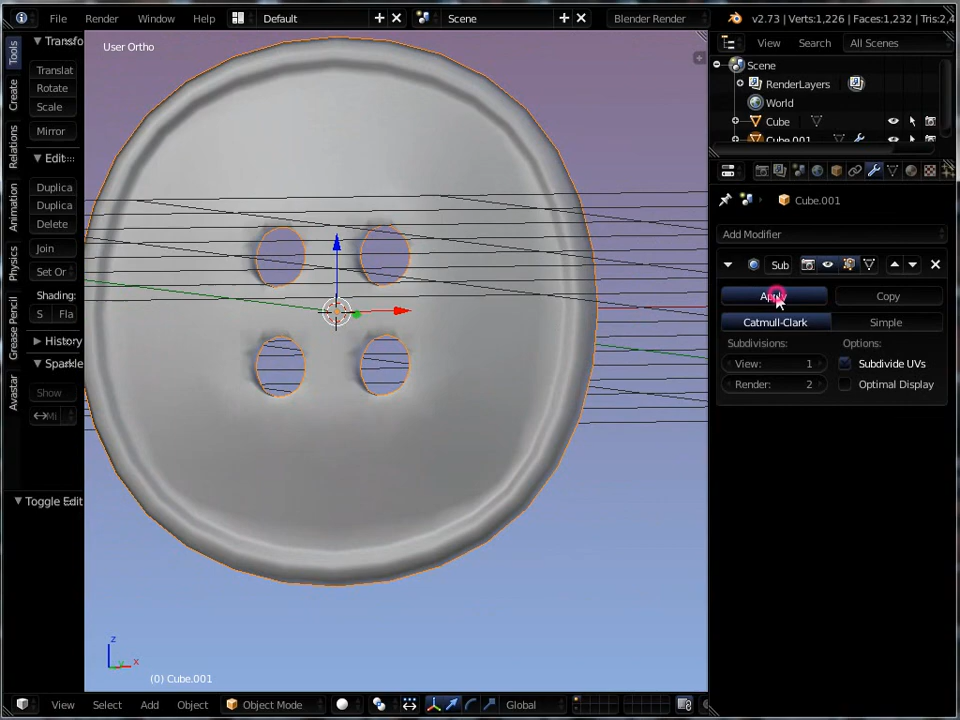 File Render Window Help Default Scene Blender Render v2.73 | Verts:1,226 | Faces:1,232 | Tris:2,4
View Search All Scenes
Scene
RenderLayers
World
Cube
Cube.001
Tools
Create
Relations
Animation
Physics
Grease Pencil
Avastar
Transfo
Translat
Rotate
Scale
Mirror
Edit
Duplica
Duplica
Delete
Join
Set Or
Shading:
S Fla
History
Sparkle
Show
Mi
Toggle Edit
User Ortho
z
y x
(0) Cube.001
Cube.001
Add Modifier
Sub
Apply Copy
Catmull-Clark Simple
Subdivisions: Options:
View: 1 Subdivide UVs
Render: 2 Optimal Display
View Select Add Object Object Mode Global